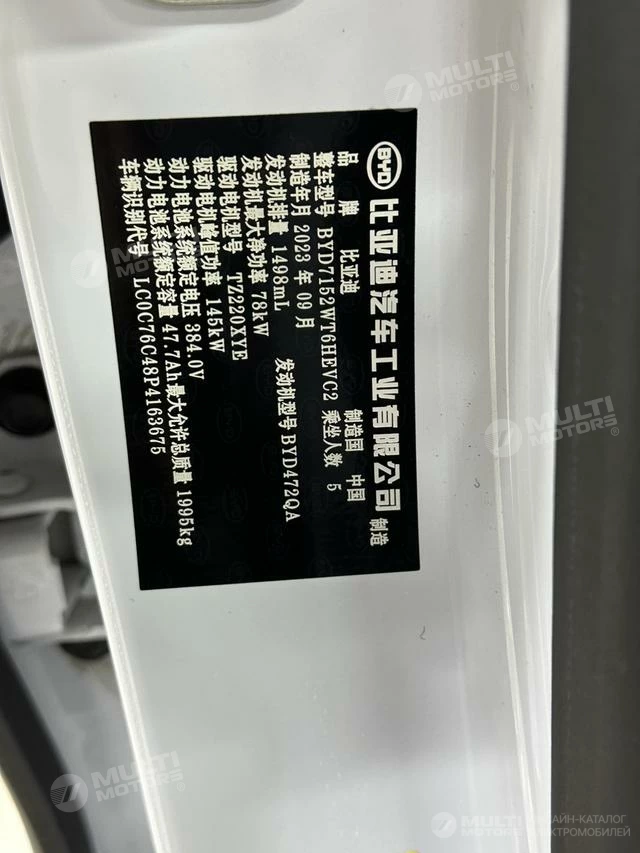 BYD 比亚迪汽车工业有限公司 制造
品 牌 比亚迪 制造国 中国
整车型号 BYD7152WT6HEVC2 乘坐人数 5
制造年月 2023 年 09 月
发动机排量 1498mL 发动机型号 BYD472QA
发动机最大净功率 78kW
驱动电机型号 TZ220XYE
驱动电机峰值功率 145kW
动力电池系统额定电压 384.0V
动力电池系统额定容量 47.7Ah最大允许总质量 1995kg
车辆识别代号 LC0C76C48P4163675
MULTI MOTORS®
MULTI MOTORS®
MULTI MOTORS®
MULTI MOTORS®
MULTI MOTORS ОНЛАЙН-КАТАЛОГ ЭЛЕКТРОМОБИЛЕЙ